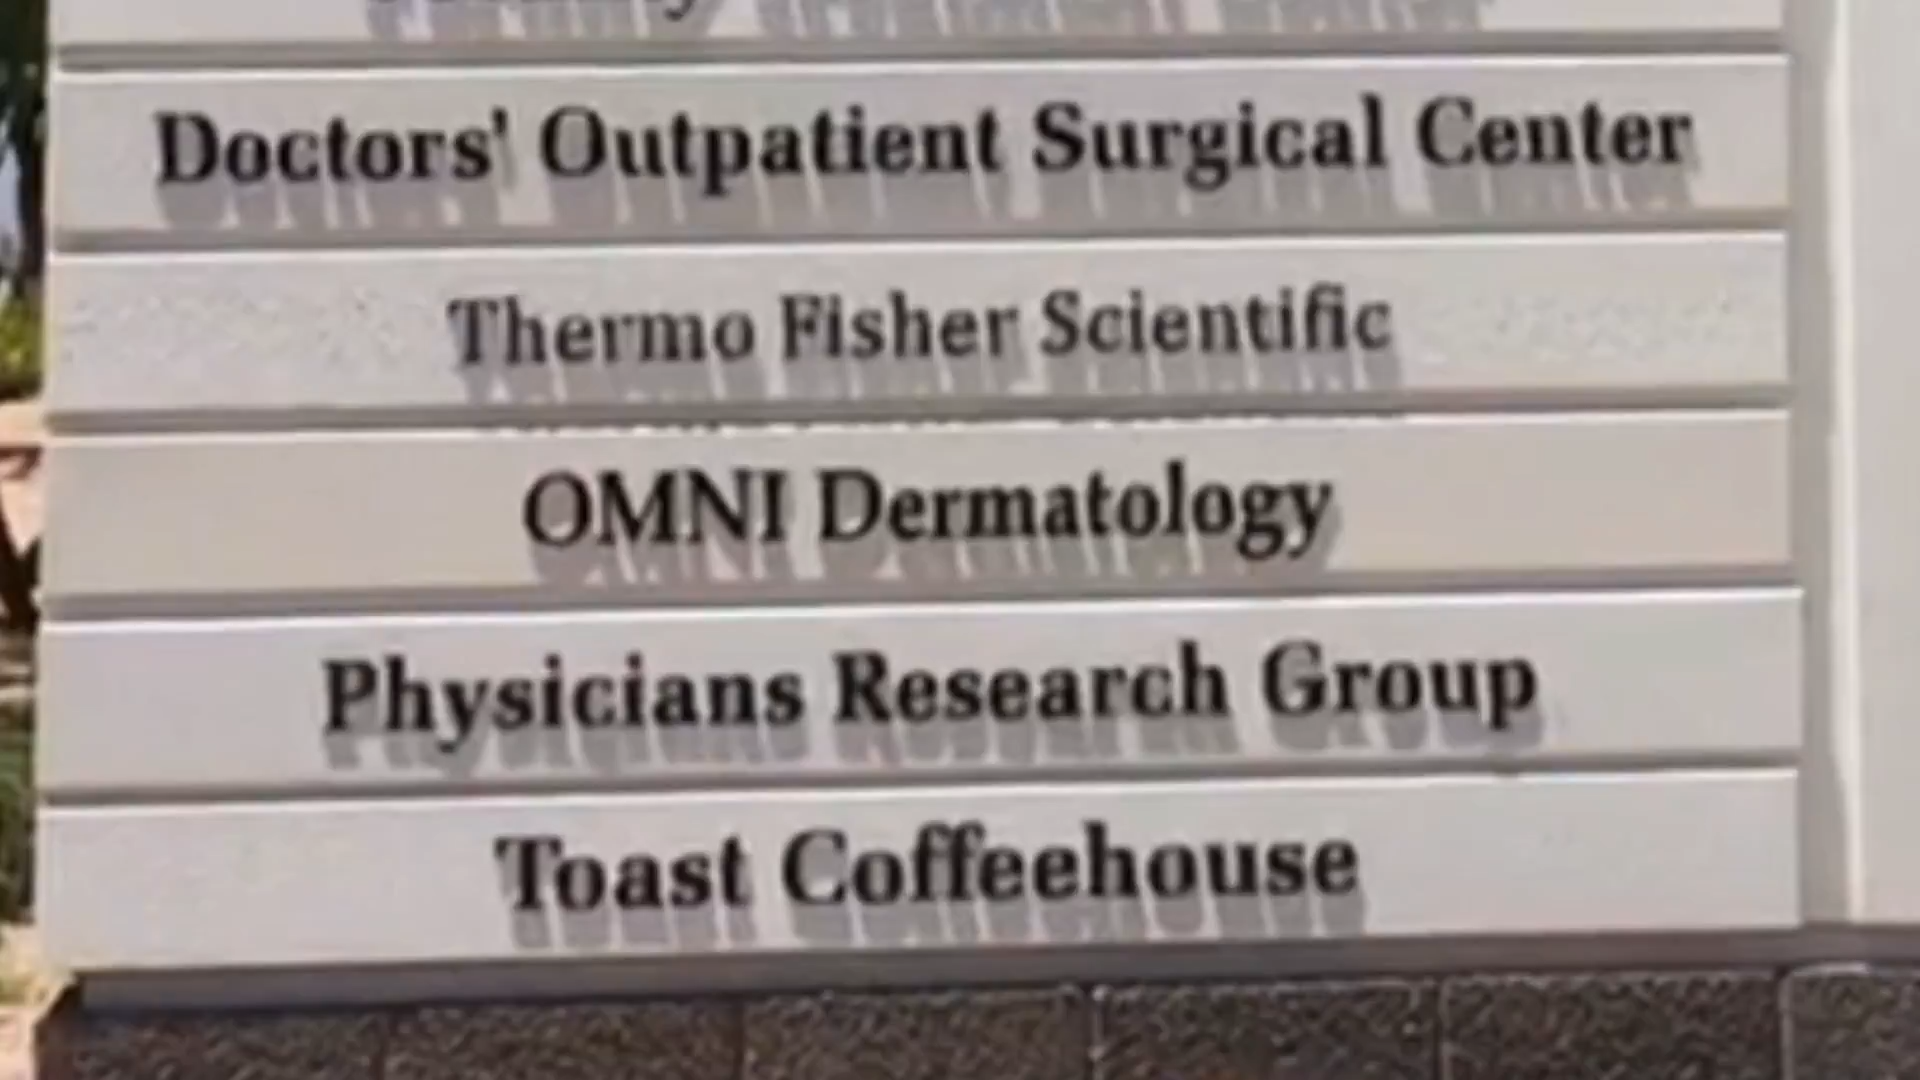 Doctors' Outpatient Surgical Center
Thermo Fisher Scientific
OMNI Dermatology
Physicians Research Group
Toast Coffeehouse